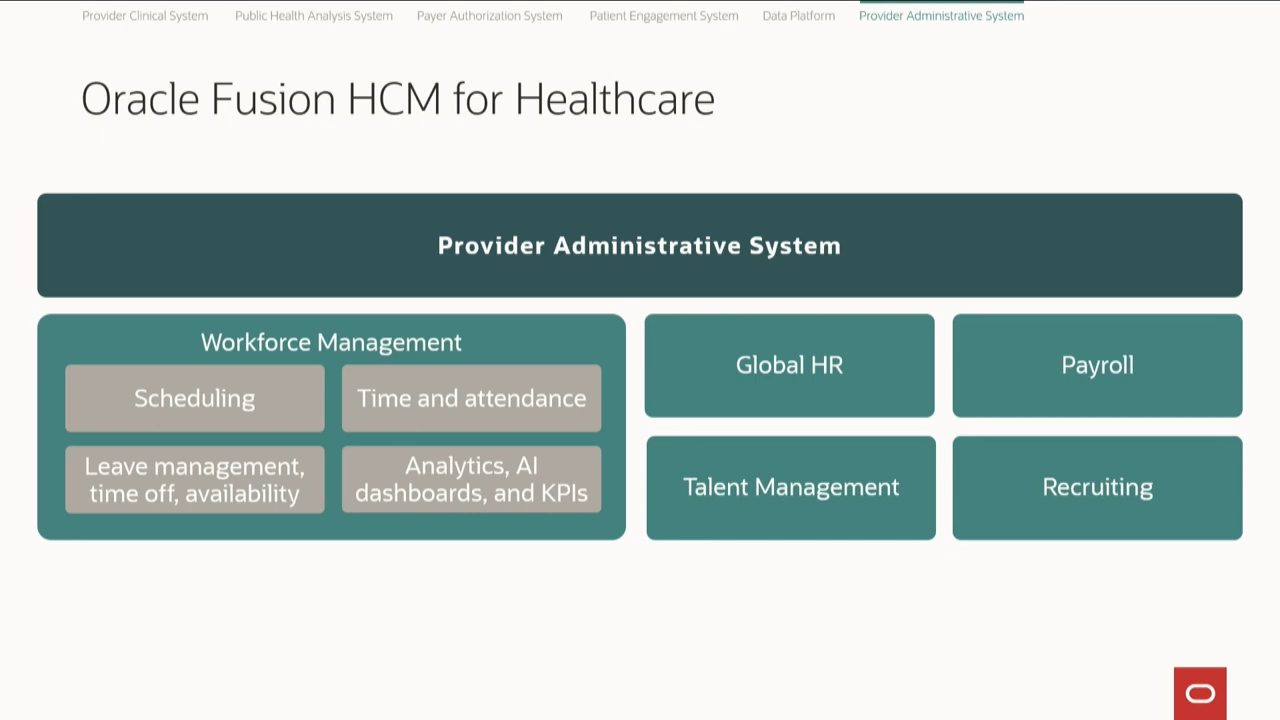 Provider Clinical System Public Health Analysis System Payer Authorization System Patient Engagement System Data Platform Provider Administrative System
Oracle Fusion HCM for Healthcare
Provider Administrative System
Workforce Management
Scheduling
Time and attendance
Leave management,
time off, availability
Analytics, AI
dashboards, and KPIs
Global HR
Payroll
Talent Management
Recruiting